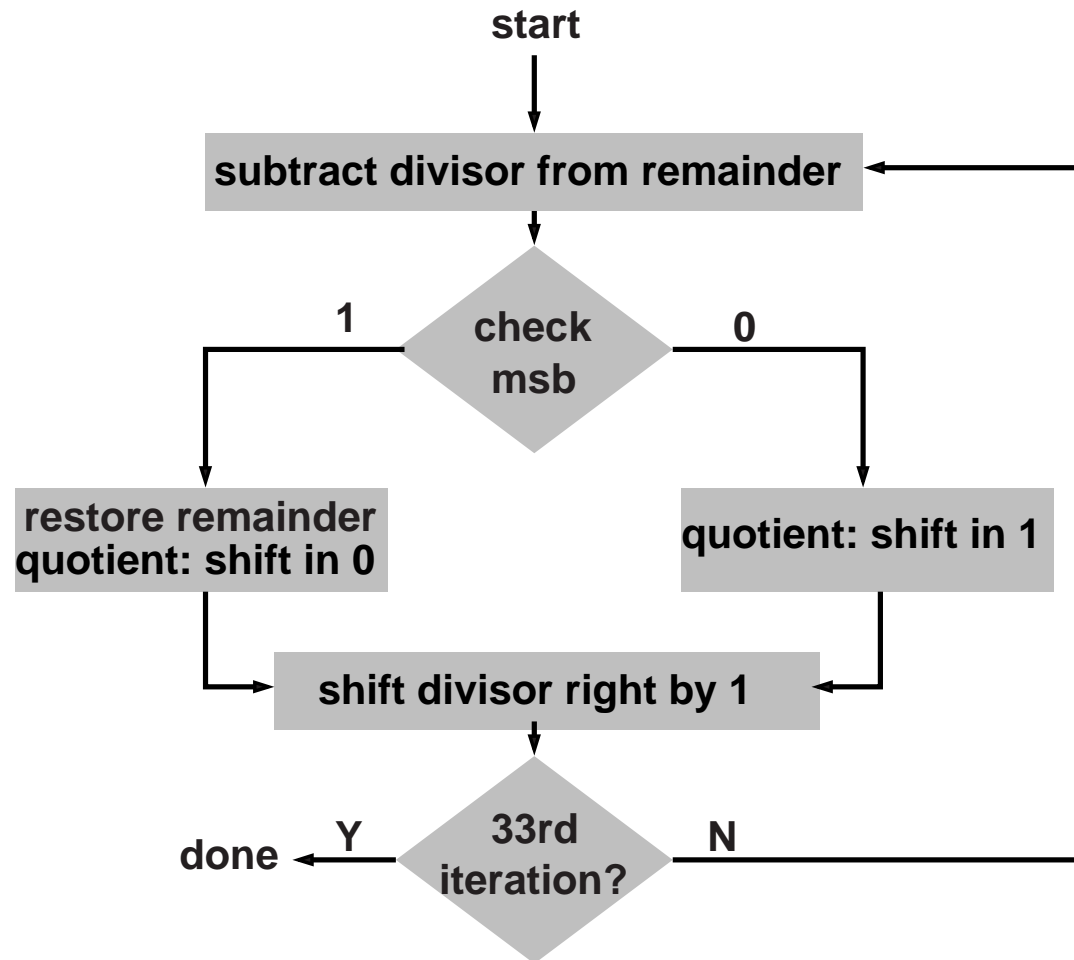 start
subtract divisor from remainder
check
msb
1
0
restore remainder
quotient: shift in 0
quotient: shift in 1
shift divisor right by 1
33rd
iteration?
Y
N
done